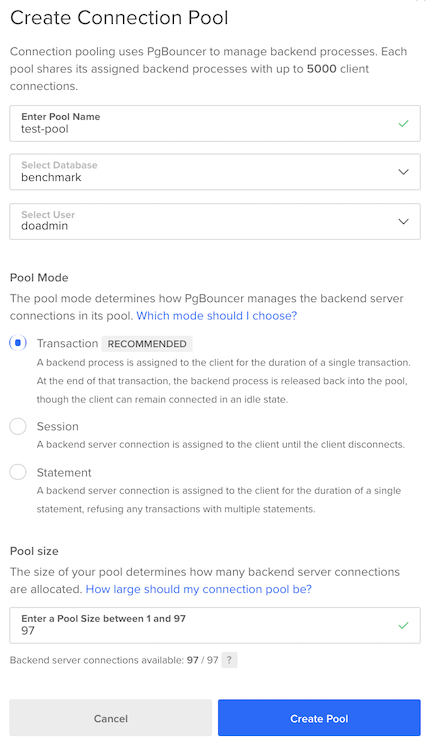 Create Connection Pool
Connection pooling uses PgBouncer to manage backend processes. Each
pool shares its assigned backend processes with up to 5000 client
connections.
Enter Pool Name
test-pool
Select Database
benchmark
Select User
doadmin
Pool Mode
The pool mode determines how PgBouncer manages the backend server
connections in its pool. Which mode should I choose?
Transaction RECOMMENDED
A backend process is assigned to the client for the duration of a single transaction.
At the end of that transaction, the backend process is released back into the pool,
though the client can remain connected in an idle state.
Session
A backend server connection is assigned to the client until the client disconnects.
Statement
A backend server connection is assigned to the client for the duration of a single
statement, refusing any transactions with multiple statements.
Pool size
The size of your pool determines how many backend server connections
are allocated. How large should my connection pool be?
Enter a Pool Size between 1 and 97
97
Backend server connections available: 97 / 97 ?
Cancel
Create Pool